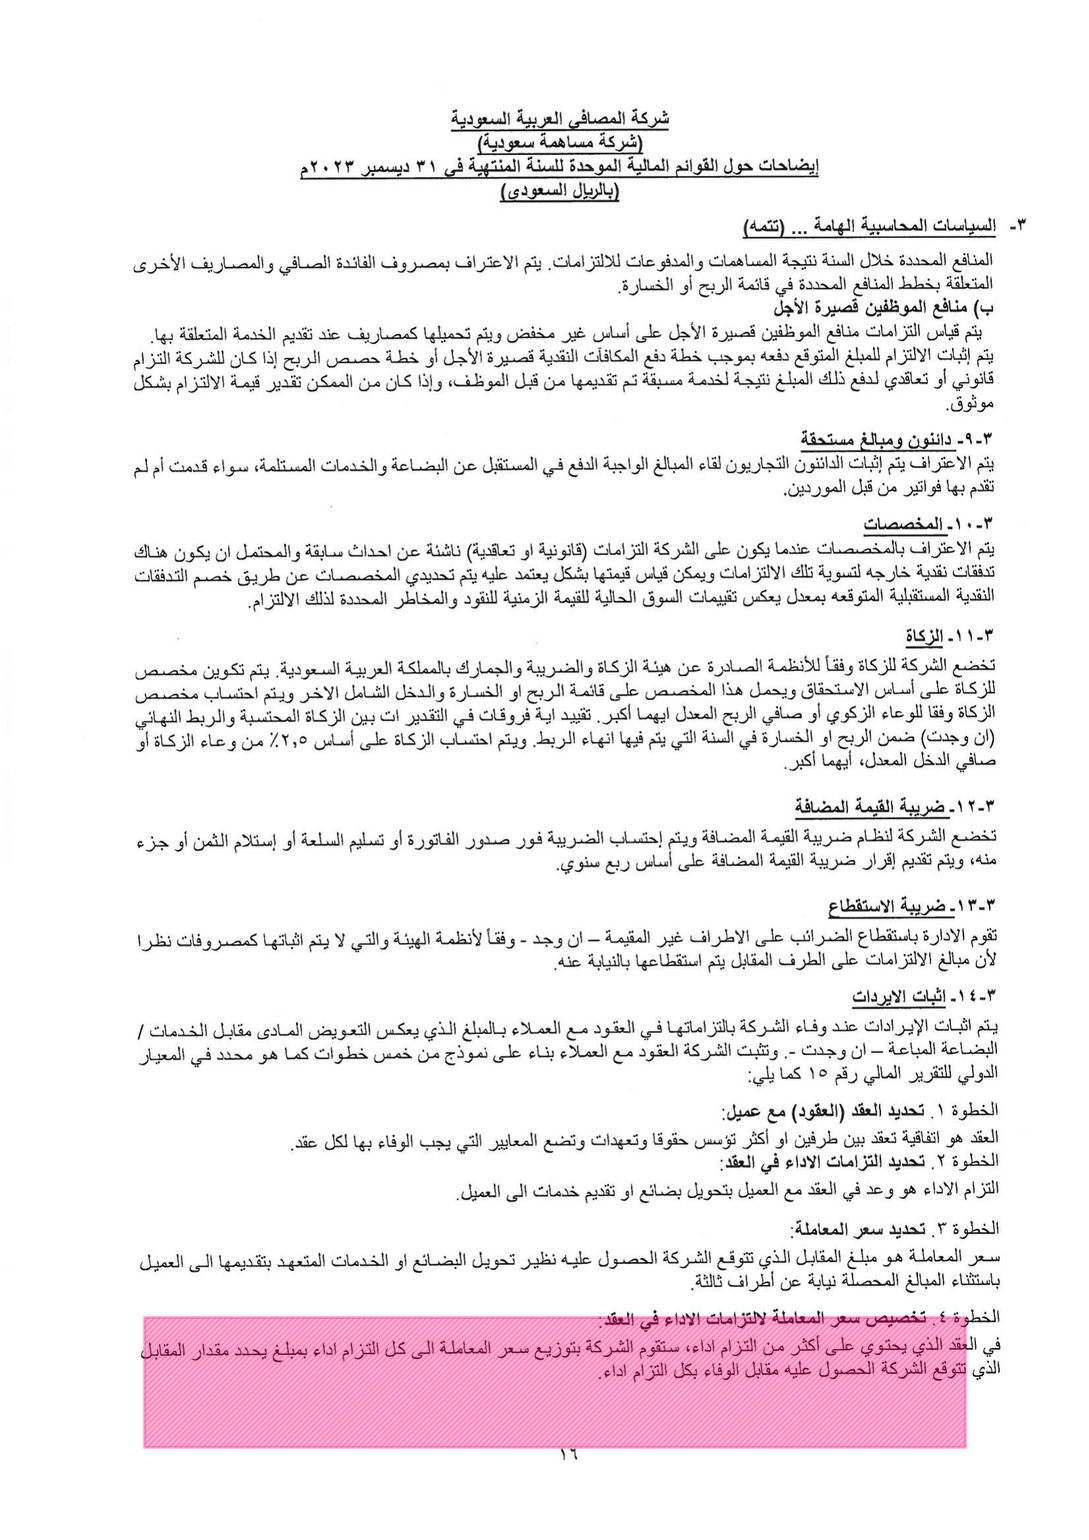 شركة المصافي العربية السعودية
(شركة مساهمة سعودية)
إيضاحات حول القوائم المالية الموحدة للسنة المنتهية في ٣١ ديسمبر ٢٠٢٣م
(بالريال السعودى)
٣- السياسات المحاسبية الهامة ... (تتمه)
المنافع المحددة خلال السنة نتيجة المساهمات والمدفوعات للالتزامات. يتم الاعتراف بمصروف الفائدة الصافي والمصاريف الأخرى
المتعلقة بخطط المنافع المحددة في قائمة الربح أو الخسارة.
ب) منافع الموظفين قصيرة الأجل
يتم قياس التزامات منافع الموظفين قصيرة الأجل على أساس غير مخفض ويتم تحميلها كمصاريف عند تقديم الخدمة المتعلقة بها.
يتم إثبات الالتزام للمبلغ المتوقع دفعه بموجب خطة دفع المكافآت النقدية قصيرة الأجل أو خطة حصص الربح إذا كان للشركة التزام
قانوني أو تعاقدي لدفع ذلك المبلغ نتيجة لخدمة مسبقة تم تقديمها من قبل الموظف، وإذا كان من الممكن تقدير قيمة الالتزام بشكل
موثوق.
٣-٩- دائنون ومبالغ مستحقة
يتم الاعتراف يتم إثبات الدائنون التجاريون لقاء المبالغ الواجبة الدفع في المستقبل عن البضاعة والخدمات المستلمة، سواء قدمت أم لم
تقدم بها فواتير من قبل الموردين.
٣-١٠- المخصصات
يتم الاعتراف بالمخصصات عندما يكون على الشركة التزامات (قانونية او تعاقدية) ناشئة عن احداث سابقة والمحتمل ان يكون هناك
تدفقات نقدية خارجه لتسوية تلك الالتزامات ويمكن قياس قيمتها بشكل يعتمد عليه يتم تحديدي المخصصات عن طريق خصم التدفقات
النقدية المستقبلية المتوقعه بمعدل يعكس تقييمات السوق الحالية للقيمة الزمنية للنقود والمخاطر المحددة لذلك الالتزام.
٣-١١- الزكاة
تخضع الشركة للزكاة وفقاً للأنظمة الصادرة عن هيئة الزكاة والضريبة والجمارك بالمملكة العربية السعودية. يتم تكوين مخصص
للزكاة على أساس الاستحقاق ويحمل هذا المخصص على قائمة الربح او الخسارة والدخل الشامل الاخر ويتم احتساب مخصص
الزكاة وفقا للوعاء الزكوي أو صافي الربح المعدل ايهما أكبر. تقييد اية فروقات في التقدير ات بين الزكاة المحتسبة والربط النهائي
(ان وجدت) ضمن الربح او الخسارة في السنة التي يتم فيها انهاء الربط. ويتم احتساب الزكاة على أساس ٢,٥٪ من وعاء الزكاة أو
صافي الدخل المعدل، أيهما أكبر.
٣-١٢- ضريبة القيمة المضافة
تخضع الشركة لنظام ضريبة القيمة المضافة ويتم إحتساب الضريبة فور صدور الفاتورة أو تسليم السلعة أو إستلام الثمن أو جزء
منه، ويتم تقديم إقرار ضريبة القيمة المضافة على أساس ربع سنوي.
٣-١٣- ضريبة الاستقطاع
تقوم الادارة باستقطاع الضرائب على الاطراف غير المقيمة – ان وجد - وفقاً لأنظمة الهيئة والتي لا يتم اثباتها كمصروفات نظرا
لأن مبالغ الالتزامات على الطرف المقابل يتم استقطاعها بالنيابة عنه.
٣-١٤- اثبات الايردات
يتم اثبات الإيرادات عند وفاء الشركة بالتزاماتها في العقود مع العملاء بالمبلغ الذي يعكس التعويض المادى مقابل الخدمات /
البضاعة المباعة – ان وجدت -. وتثبت الشركة العقود مع العملاء بناء على نموذج من خمس خطوات كما هو محدد في المعيار
الدولي للتقرير المالي رقم ١٥ كما يلي:
الخطوة ١. تحديد العقد (العقود) مع عميل:
العقد هو اتفاقية تعقد بين طرفين او أكثر تؤسس حقوقا وتعهدات وتضع المعايير التي يجب الوفاء بها لكل عقد.
الخطوة ٢. تحديد التزامات الاداء في العقد:
التزام الاداء هو وعد في العقد مع العميل بتحويل بضائع او تقديم خدمات الى العميل.
الخطوة ٣. تحديد سعر المعاملة:
سعر المعاملة هو مبلغ المقابل الذي تتوقع الشركة الحصول عليه نظير تحويل البضائع او الخدمات المتعهد بتقديمها الى العميل
باستثناء المبالغ المحصلة نيابة عن أطراف ثالثة.
الخطوة ٤. تخصيص سعر المعاملة لالتزامات الاداء في العقد:
في العقد الذي يحتوي على أكثر من التزام اداء، ستقوم الشركة بتوزيع سعر المعاملة الى كل التزام اداء بمبلغ يحدد مقدار المقابل
الذي تتوقع الشركة الحصول عليه مقابل الوفاء بكل التزام اداء.
١٦